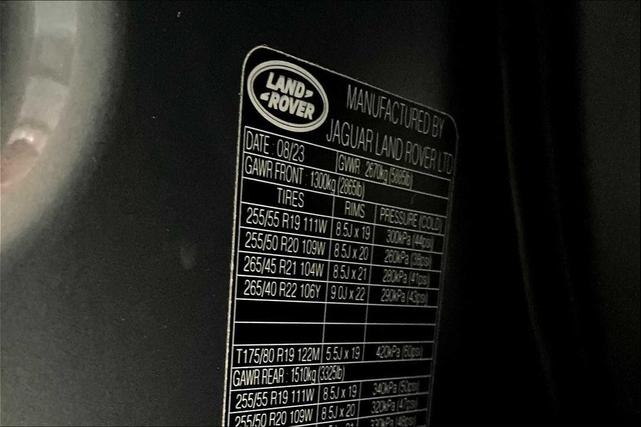 LAND ROVER
MANUFACTURED BY
JAGUAR LAND ROVER LTD
DATE : 08/23 GVWR : 2670kg (5885lb)
GAWR FRONT : 1300kg (2865lb)
TIRES RIMS PRESSURE (COLD)
255/55 R19 111W 8.5J x 19 300kPa (44psi)
255/50 R20 109W 8.5J x 20 260kPa (38psi)
265/45 R21 104W 8.5J x 21 280kPa (41psi)
265/40 R22 106Y 9.0J x 22 290kPa (43psi)
T175/80 R19 122M 5.5J x 19 420kPa (60psi)
GAWR REAR : 1510kg (3325lb)
255/55 R19 111W 8.5J x 19 340kPa (50psi)
255/50 R20 109W 8.5J x 20 320kPa (47psi)